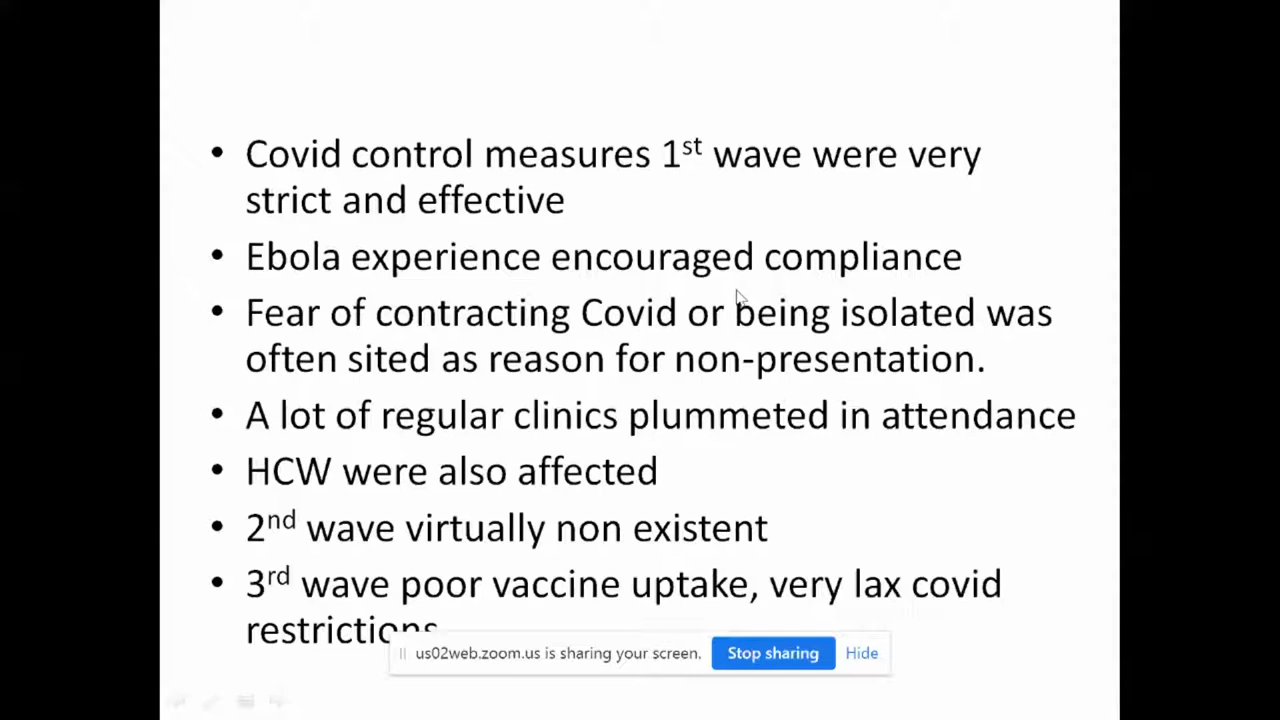 • Covid control measures 1st wave were very
strict and effective
• Ebola experience encouraged compliance
• Fear of contracting Covid or being isolated was
often sited as reason for non-presentation.
• A lot of regular clinics plummeted in attendance
• HCW were also affected
• 2nd wave virtually non existent
• 3rd wave poor vaccine uptake, very lax covid
restrictions
us02web.zoom.us is sharing your screen. Stop sharing Hide